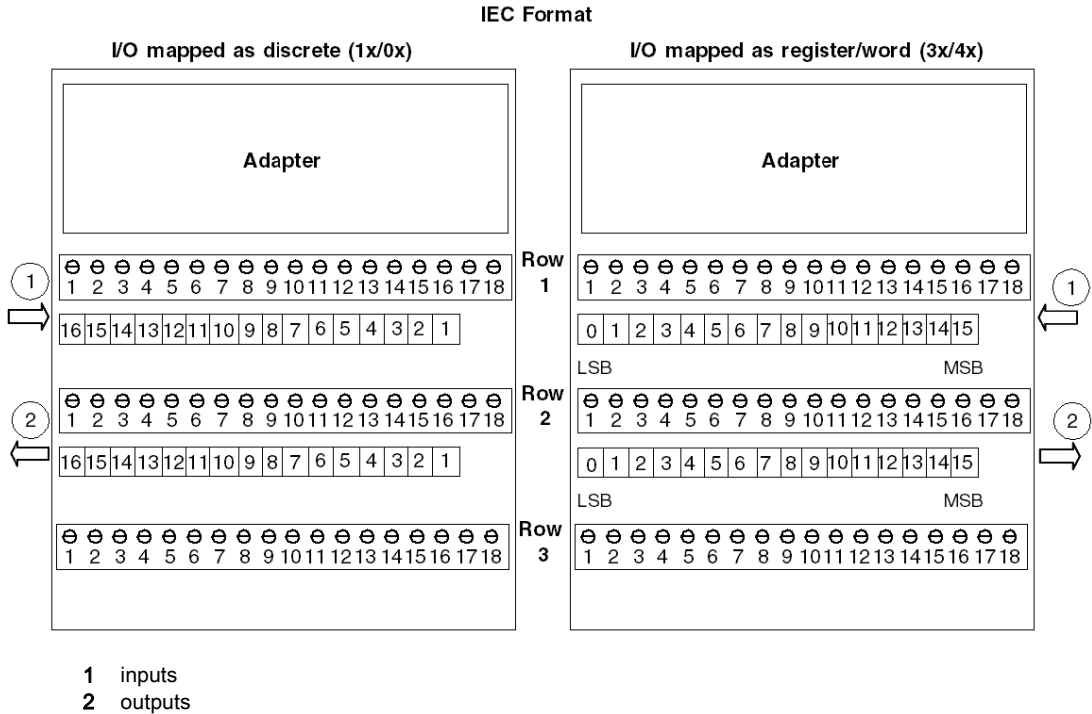 IEC Format
I/O mapped as discrete (1x/0x)
I/O mapped as register/word (3x/4x)
Adapter
Adapter
1
1 2 3 4 5 6 7 8 9 10 11 12 13 14 15 16 17 18
Row 1
1 2 3 4 5 6 7 8 9 10 11 12 13 14 15 16 17 18
1
16 15 14 13 12 11 10 9 8 7 6 5 4 3 2 1
0 1 2 3 4 5 6 7 8 9 10 11 12 13 14 15
LSB MSB
2
1 2 3 4 5 6 7 8 9 10 11 12 13 14 15 16 17 18
Row 2
1 2 3 4 5 6 7 8 9 10 11 12 13 14 15 16 17 18
2
16 15 14 13 12 11 10 9 8 7 6 5 4 3 2 1
0 1 2 3 4 5 6 7 8 9 10 11 12 13 14 15
LSB MSB
1 2 3 4 5 6 7 8 9 10 11 12 13 14 15 16 17 18
Row 3
1 2 3 4 5 6 7 8 9 10 11 12 13 14 15 16 17 18
1 inputs
2 outputs